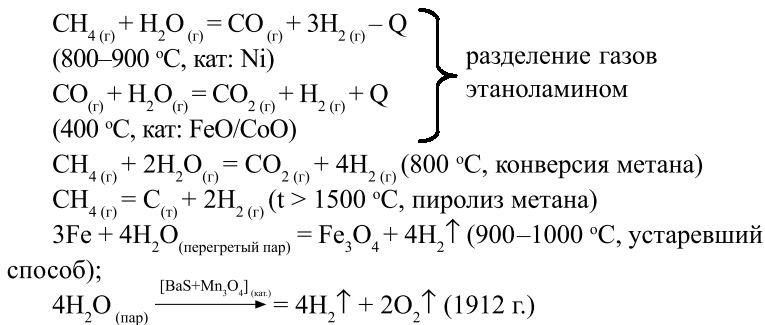 CH₄ (г) + H₂O (г) = CO (г) + 3H₂ (г) – Q
(800–900 °C, кат: Ni)
CO(г) + H₂O(г) = CO₂ (г) + H₂ (г) + Q
(400 °C, кат: FeO/CoO)
разделение газов
этаноламином
CH₄ (г) + 2H₂O(г) = CO₂ (г) + 4H₂ (г) (800 °C, конверсия метана)
CH₄ (г) = C(т) + 2H₂ (г) (t > 1500 °C, пиролиз метана)
3Fe + 4H₂O(перегретый пар) = Fe₃O₄ + 4H₂↑ (900–1000 °C, устаревший
способ);
4H₂O (пар) [BaS+Mn₃O₄] (кат.) → = 4H₂↑ + 2O₂↑ (1912 г.)